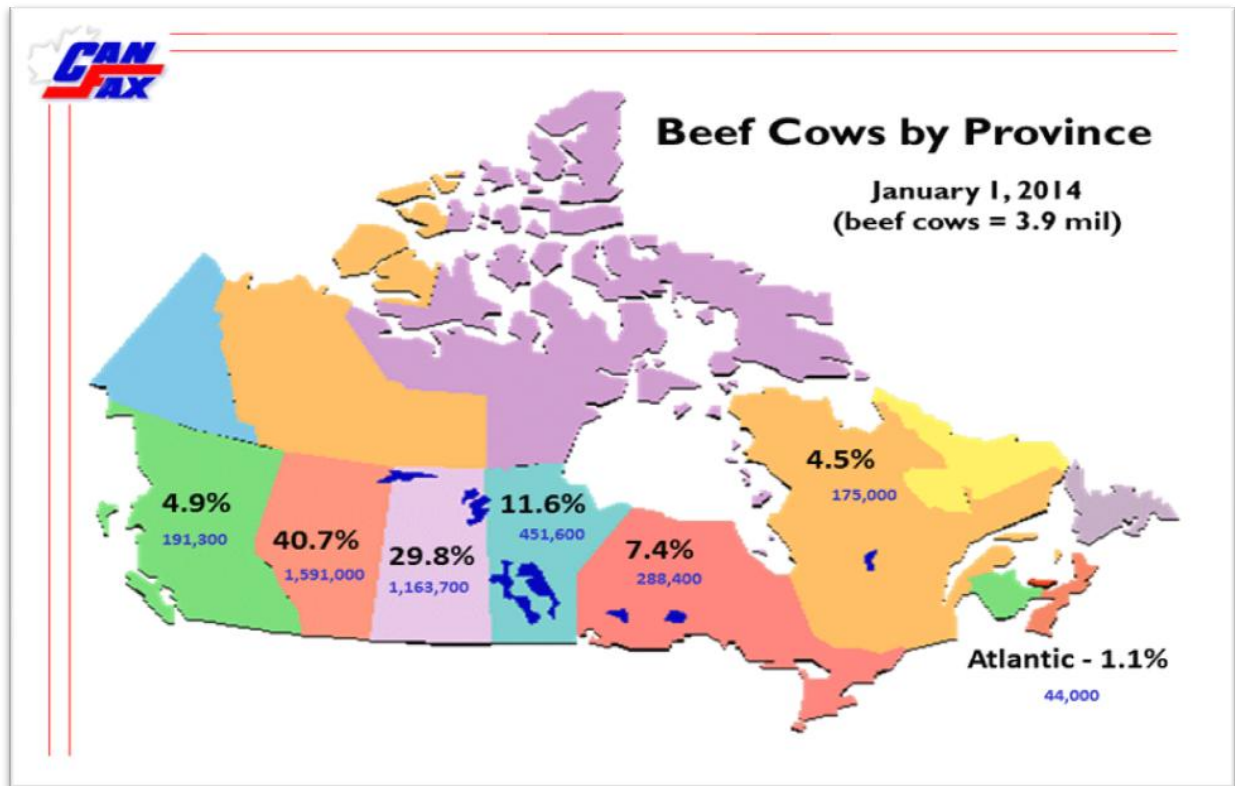 CAN
FAX
Beef Cows by Province
January 1, 2014
(beef cows = 3.9 mil)
4.9%
191,300
40.7%
1,591,000
29.8%
1,163,700
11.6%
451,600
7.4%
288,400
4.5%
175,000
Atlantic - 1.1%
44,000